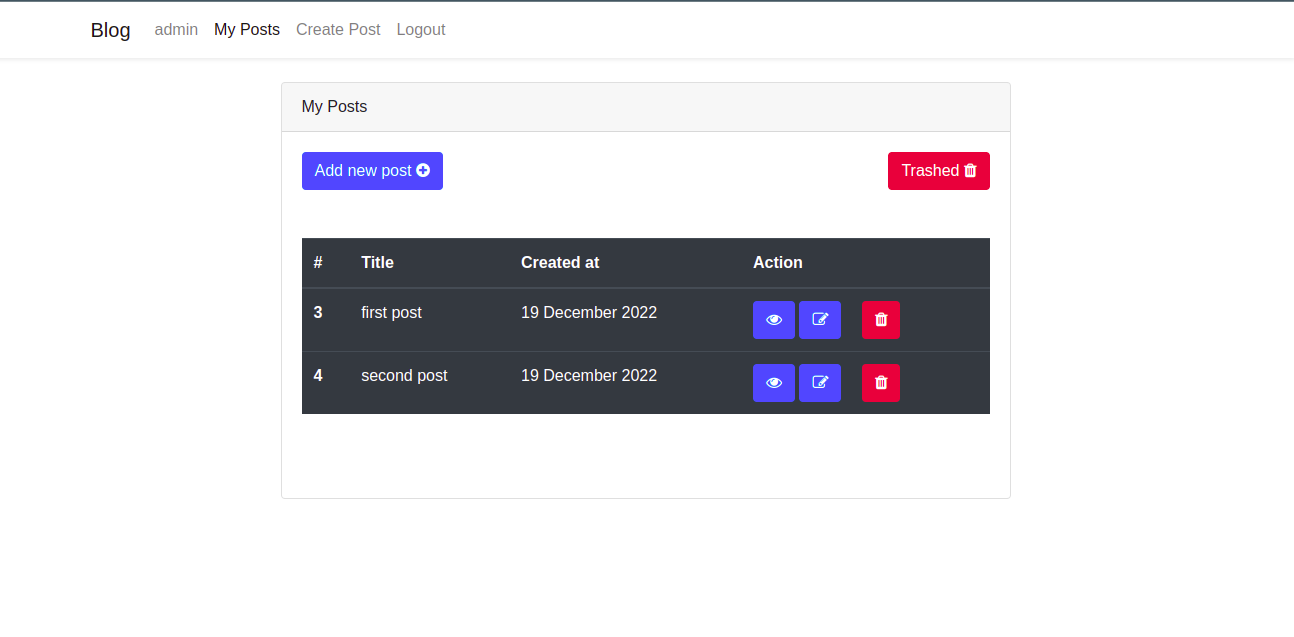 Blog admin My Posts Create Post Logout
My Posts
Add new post Trashed
# Title Created at Action
3 first post 19 December 2022
4 second post 19 December 2022